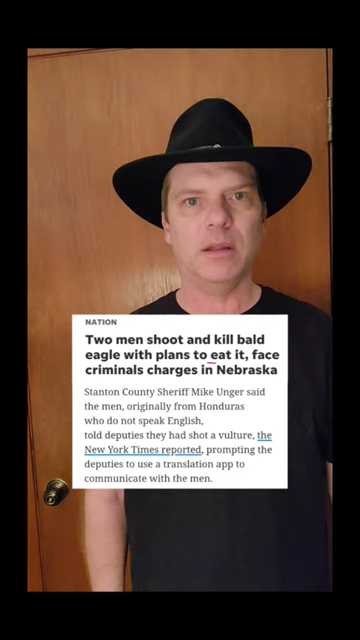 NATION
Two men shoot and kill bald
eagle with plans to eat it, face
criminals charges in Nebraska
Stanton County Sheriff Mike Unger said
the men, originally from Honduras
who do not speak English,
told deputies they had shot a vulture, the
New York Times reported, prompting the
deputies to use a translation app to
communicate with the men.